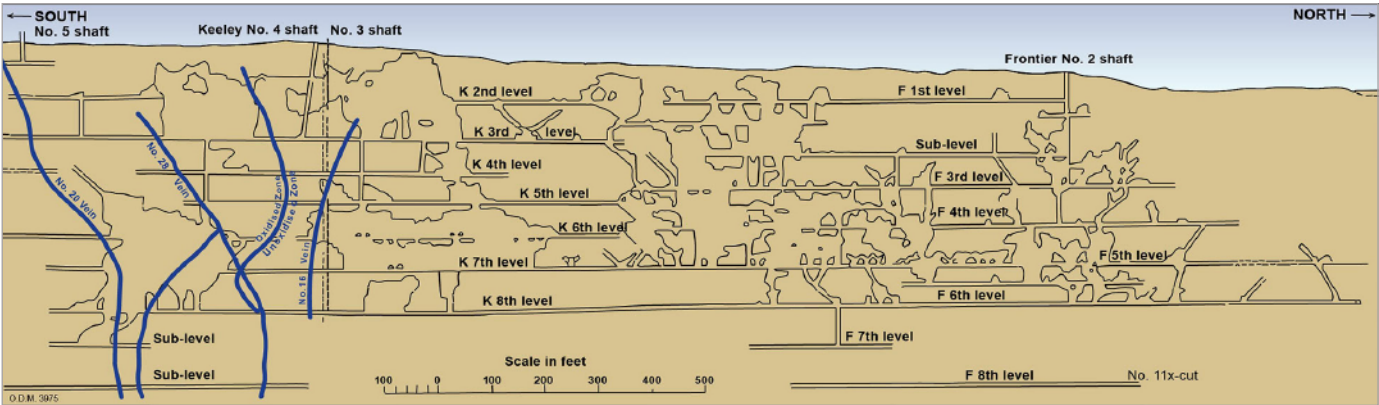 ← SOUTH
NORTH →
No. 5 shaft
Keeley No. 4 shaft
No. 3 shaft
Frontier No. 2 shaft
K 2nd level
F 1st level
K 3rd level
Sub-level
K 4th level
F 3rd level
K 5th level
F 4th level
K 6th level
F 5th level
K 7th level
F 6th level
K 8th level
F 7th level
Sub-level
Sub-level
F 8th level
No. 11x-cut
No. 20 Vein
No. 28 Vein
Oxidised Zone
Unoxidised Zone
No. 16 Vein
Scale in feet
100 0 100 200 300 400 500
O.D.M. 3975